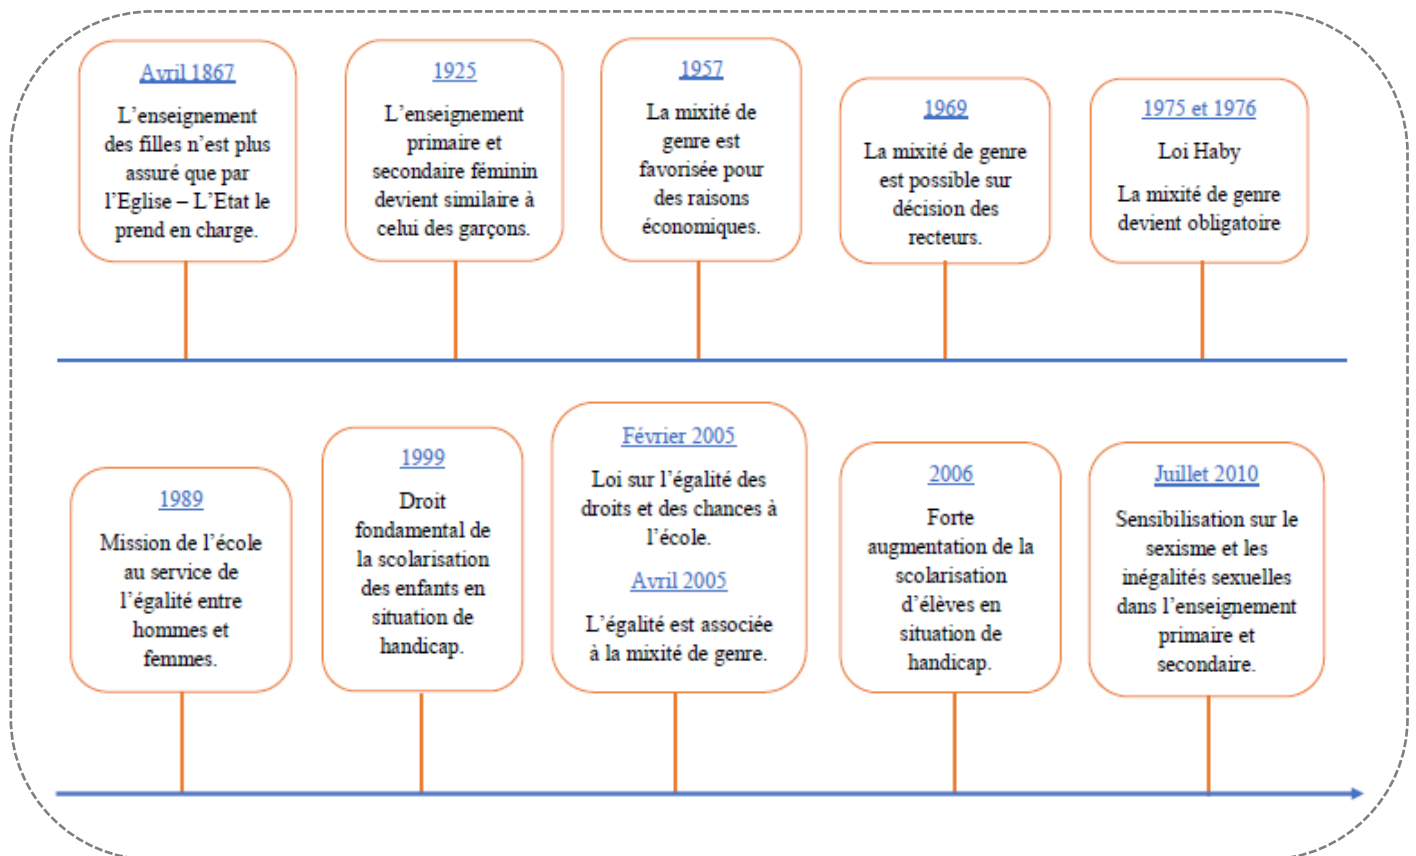 Avril 1867
L’enseignement
des filles n’est plus
assuré que par
l’Eglise – L’Etat le
prend en charge.
1925
L’enseignement
primaire et
secondaire féminin
devient similaire à
celui des garçons.
1957
La mixité de
genre est
favorisée pour
des raisons
économiques.
1969
La mixité de genre
est possible sur
décision des
recteurs.
1975 et 1976
Loi Haby
La mixité de genre
devient obligatoire
1989
Mission de l’école
au service de
l’égalité entre
hommes et
femmes.
1999
Droit
fondamental de
la scolarisation
des enfants en
situation de
handicap.
Février 2005
Loi sur l’égalité des
droits et des chances à
l’école.
Avril 2005
L’égalité est associée
à la mixité de genre.
2006
Forte
augmentation de la
scolarisation
d’élèves en
situation de
handicap.
Juillet 2010
Sensibilisation sur le
sexisme et les
inégalités sexuelles
dans l’enseignement
primaire et
secondaire.